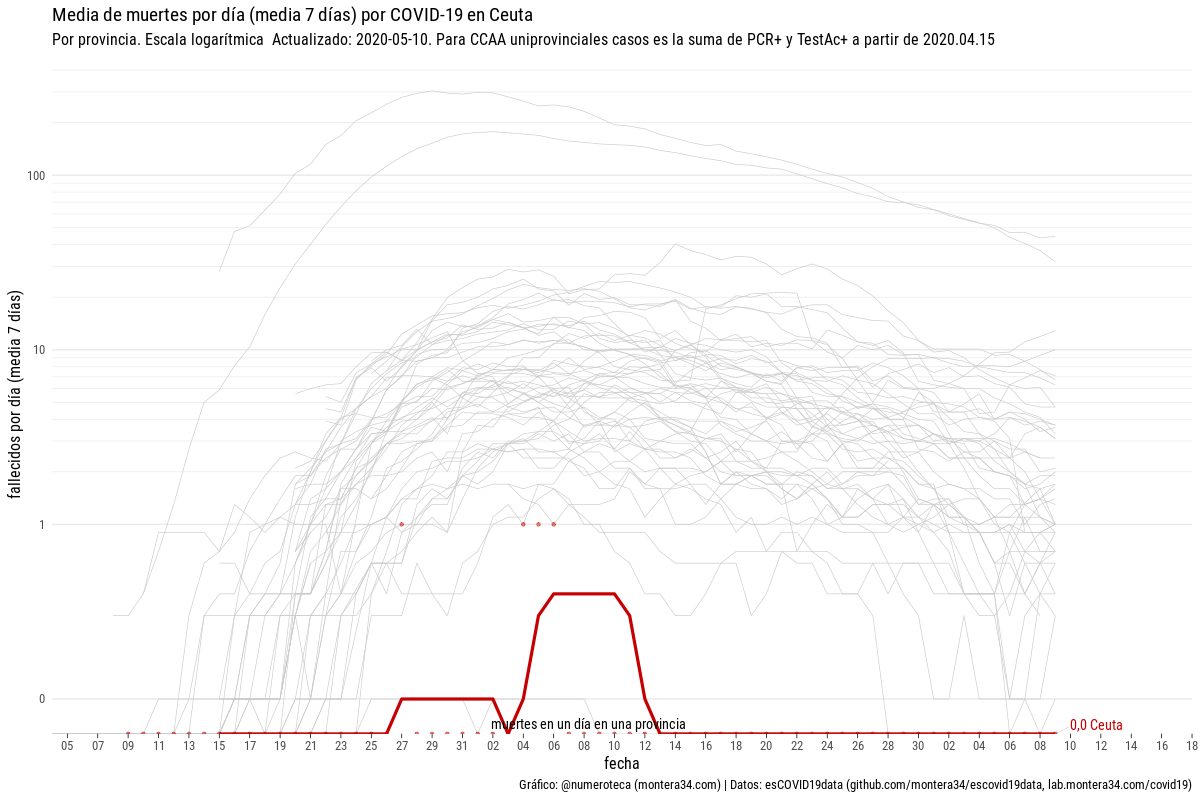 Media de muertes por día (media 7 días) por COVID-19 en Ceuta
Por provincia. Escala logarítmica  Actualizado: 2020-05-10. Para CCAA uniprovinciales casos es la suma de PCR+ y TestAc+ a partir de 2020.04.15
fallecidos por día (media  7 días)
100
10
1
0
muertes en un día en una provincia
0,0 Ceuta
05 07 09 11 13 15 17 19 21 23 25 27 29 31 02 04 06 08 10 12 14 16 18 20 22 24 26 28 30 02 04 06 08 10 12 14 16 18
fecha
Gráfico: @numeroteca (montera34.com) | Datos: esCOVID19data (github.com/montera34/escovid19data, lab.montera34.com/covid19)